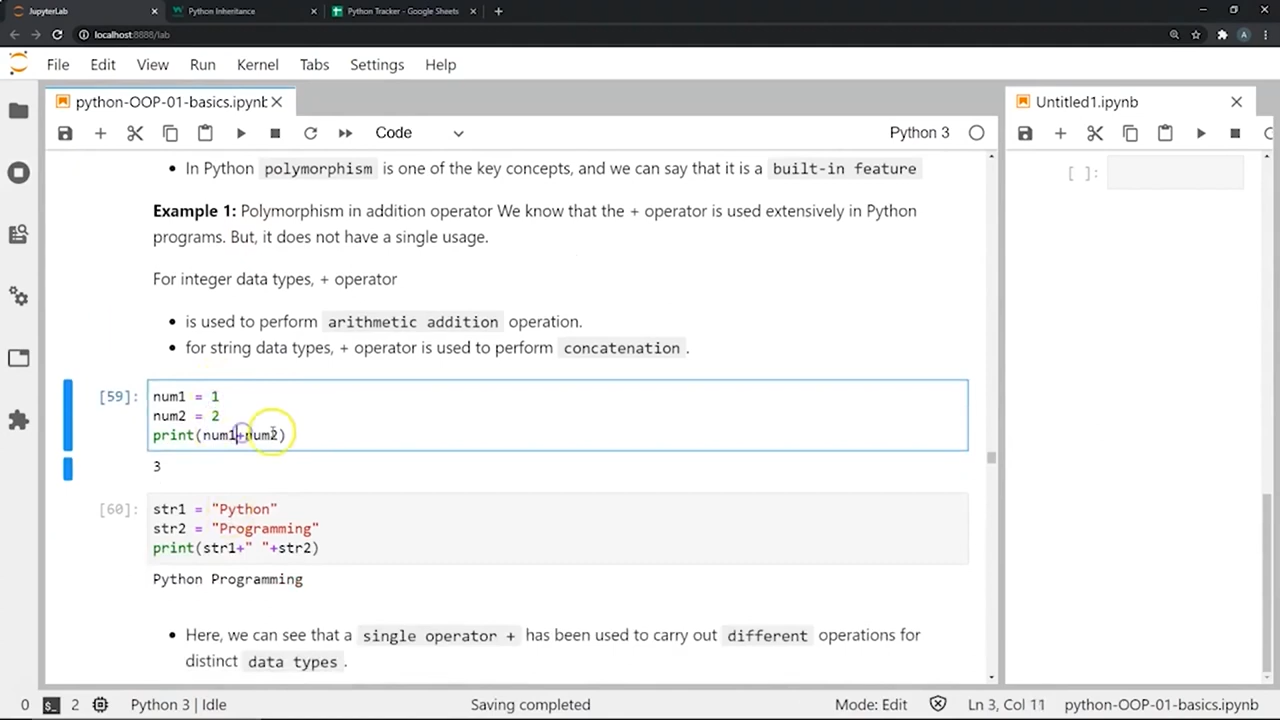 JupyterLab
Python Inheritance
Python Tracker - Google Sheets
localhost:8888/lab
A
File Edit View Run Kernel Tabs Settings Help
python-OOP-01-basics.ipynb
Untitled1.ipynb
Code
Python 3
[ ]:
• In Python polymorphism is one of the key concepts, and we can say that it is a built-in feature
Example 1: Polymorphism in addition operator We know that the + operator is used extensively in Python
programs. But, it does not have a single usage.
For integer data types, + operator
• is used to perform arithmetic addition operation.
• for string data types, + operator is used to perform concatenation .
[59]: num1 = 1
num2 = 2
print(num1+num2)
3
[60]: str1 = "Python"
str2 = "Programming"
print(str1+" "+str2)
Python Programming
• Here, we can see that a single operator + has been used to carry out different operations for
distinct data types .
0 $_ 2 Python 3 | Idle Saving completed Mode: Edit Ln 3, Col 11 python-OOP-01-basics.ipynb